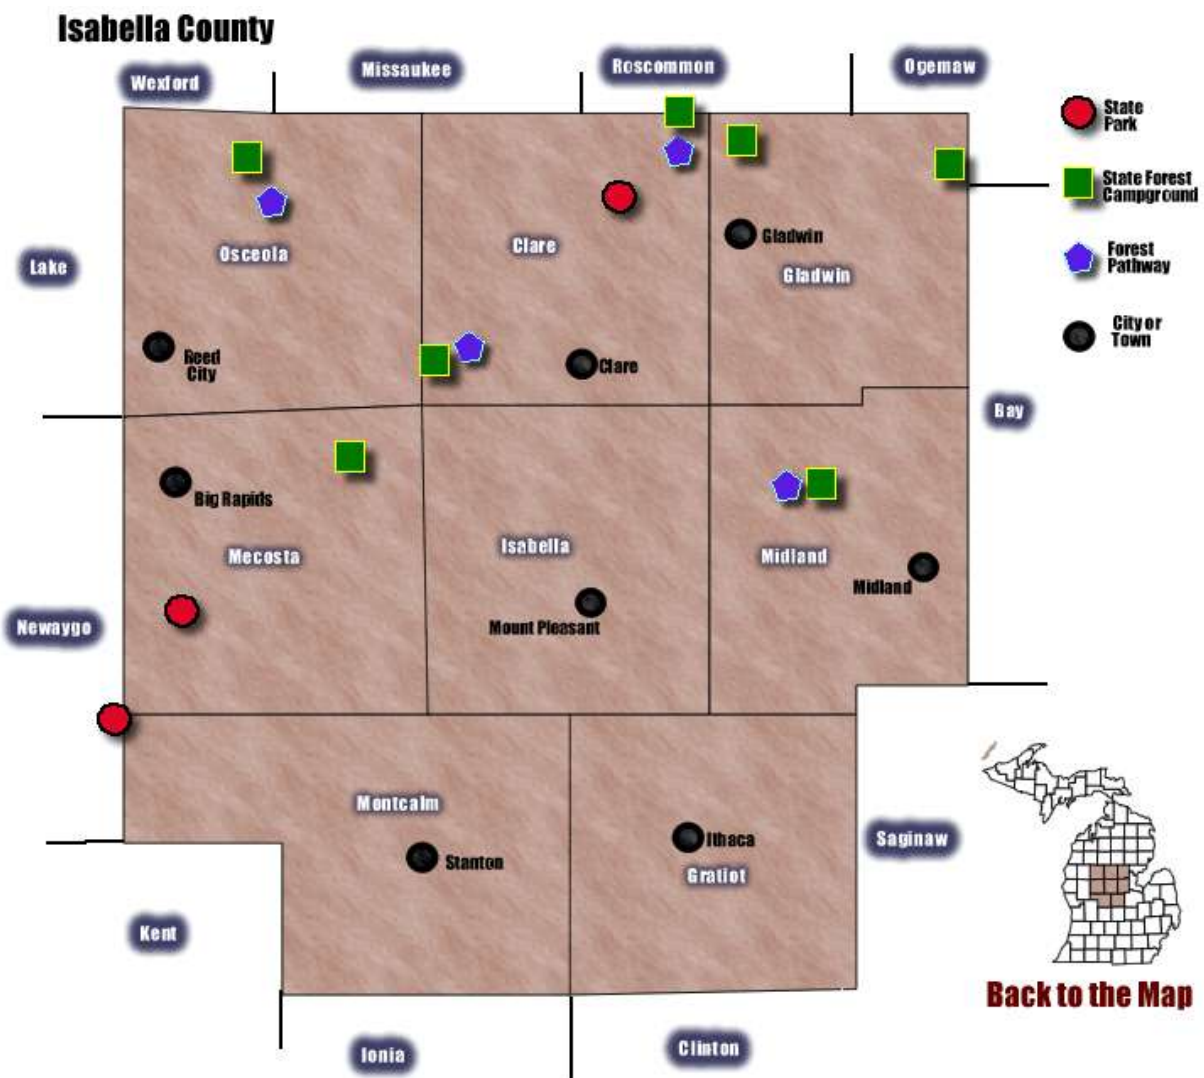 Isabella County
Wexford
Missaukee
Roscommon
Ogemaw
State
Park
State Forest
Campground
Forest
Pathway
City or
Town
Lake
Osceola
Clare
Gladwin
Gladwin
Reed
City
Clare
Bay
Big Rapids
Mecosta
Isabella
Midland
Midland
Newaygo
Mount Pleasant
Montcalm
Stanton
Ithaca
Gratiot
Saginaw
Kent
Back to the Map
Ionia
Clinton